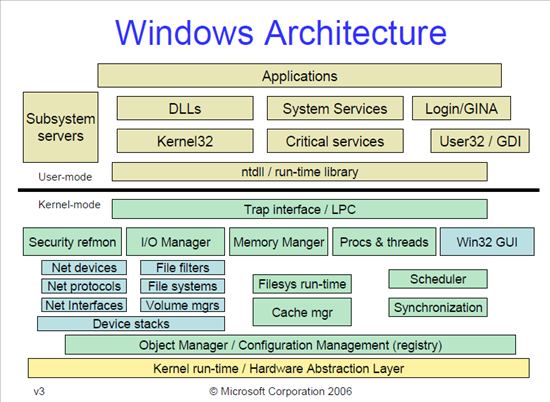 Windows Architecture
Applications
Subsystem
servers
DLLs
System Services
Login/GINA
Kernel32
Critical services
User32 / GDI
User-mode
ntdll / run-time library
Kernel-mode
Trap interface / LPC
Security refmon
I/O Manager
Memory Manger
Procs & threads
Win32 GUI
Net devices
File filters
Net protocols
File systems
Net Interfaces
Volume mgrs
Device stacks
Filesys run-time
Cache mgr
Scheduler
Synchronization
Object Manager / Configuration Management (registry)
Kernel run-time / Hardware Abstraction Layer
v3
© Microsoft Corporation 2006